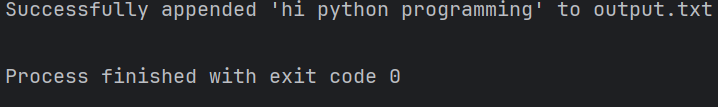 Successfully appended 'hi python programming' to output.txt
Process finished with exit code 0